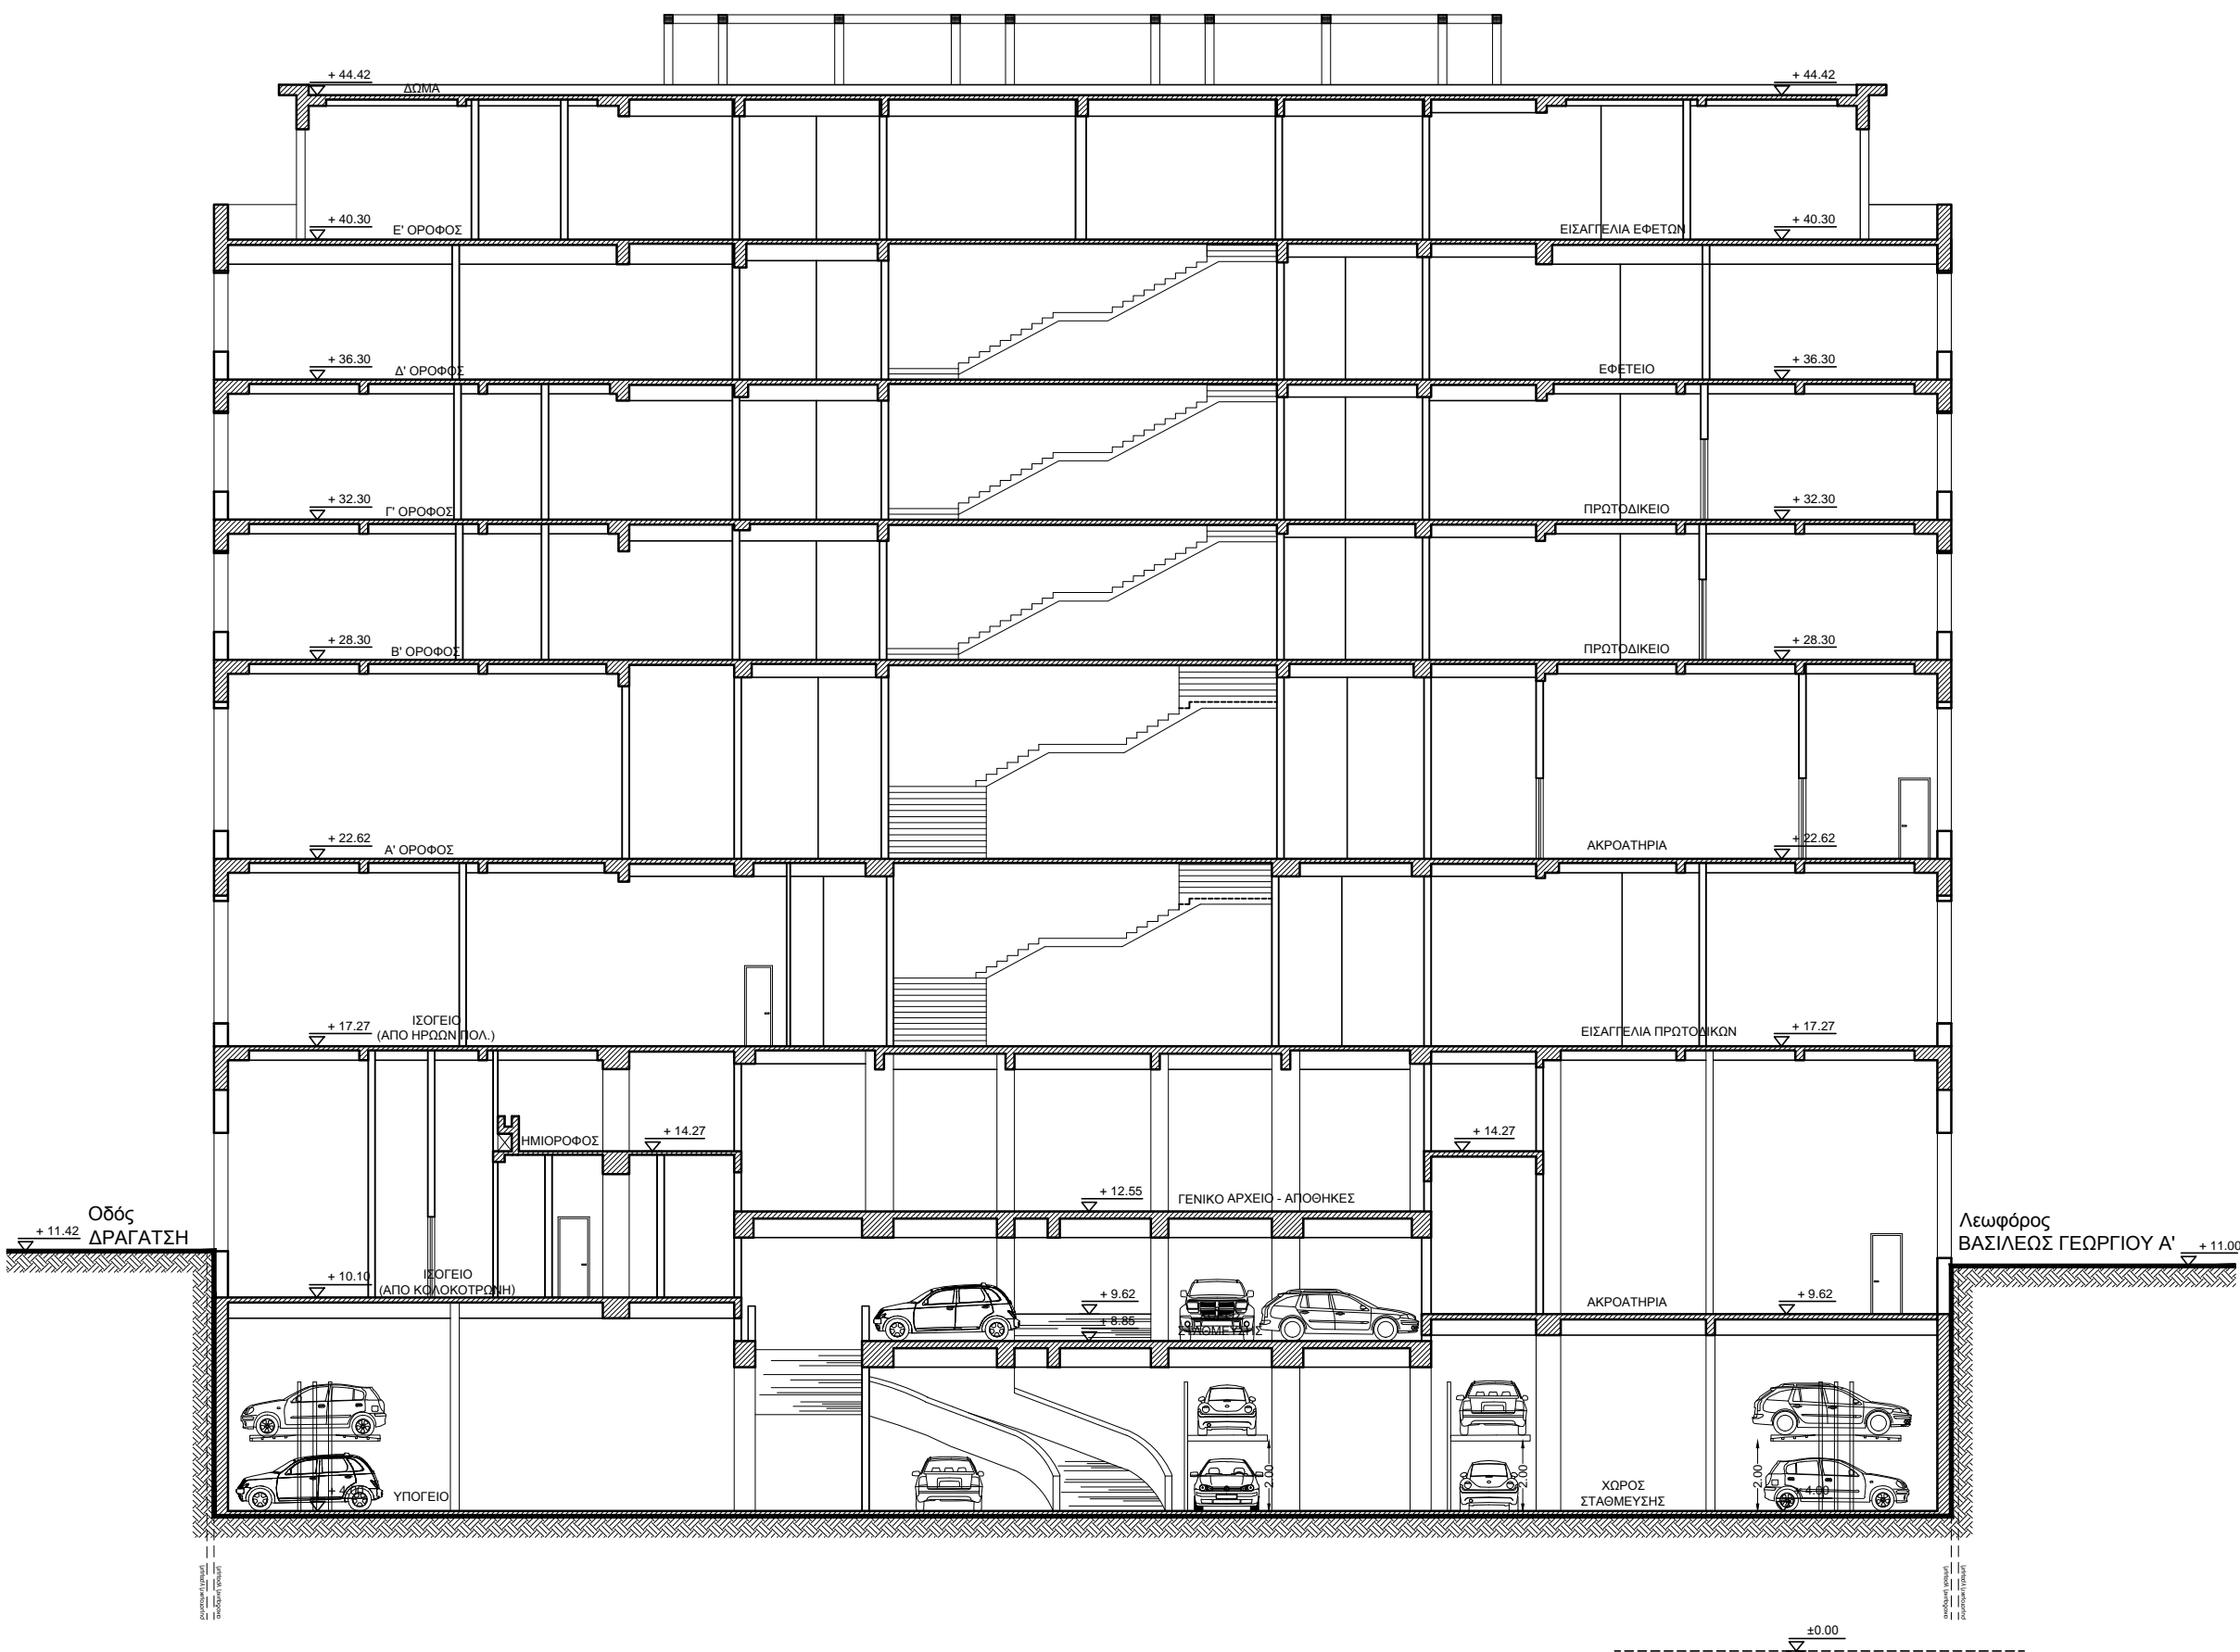 + 44.42
ΔΩΜΑ
+ 44.42
+ 40.30
Ε' ΟΡΟΦΟΣ
ΕΙΣΑΓΓΕΛΙΑ ΕΦΕΤΩΝ
+ 40.30
+ 36.30
Δ' ΟΡΟΦΟΣ
ΕΦΕΤΕΙΟ
+ 36.30
+ 32.30
Γ' ΟΡΟΦΟΣ
ΠΡΩΤΟΔΙΚΕΙΟ
+ 32.30
+ 28.30
Β' ΟΡΟΦΟΣ
ΠΡΩΤΟΔΙΚΕΙΟ
+ 28.30
+ 22.62
Α' ΟΡΟΦΟΣ
ΑΚΡΟΑΤΗΡΙΑ
+ 22.62
+ 17.27
ΙΣΟΓΕΙΟ
(ΑΠΟ ΗΡΩΩΝ ΠΟΛ.)
ΕΙΣΑΓΓΕΛΙΑ ΠΡΩΤΟΔΙΚΩΝ
+ 17.27
ΗΜΙΟΡΟΦΟΣ
+ 14.27
+ 14.27
+ 12.55
ΓΕΝΙΚΟ ΑΡΧΕΙΟ - ΑΠΟΘΗΚΕΣ
Οδός
ΔΡΑΓΑΤΣΗ
+ 11.42
Λεωφόρος
ΒΑΣΙΛΕΩΣ ΓΕΩΡΓΙΟΥ Α'
+ 11.00
+ 10.10
ΙΣΟΓΕΙΟ
(ΑΠΟ ΚΟΛΟΚΟΤΡΩΝΗ)
+ 9.62
ΑΚΡΟΑΤΗΡΙΑ
+ 9.62
+ 8.85
ΣΤΑΘΜΕΥΣΗΣ
ΥΠΟΓΕΙΟ
2.00
2.00
2.00
ΧΩΡΟΣ
ΣΤΑΘΜΕΥΣΗΣ
+ 4.00
±0.00